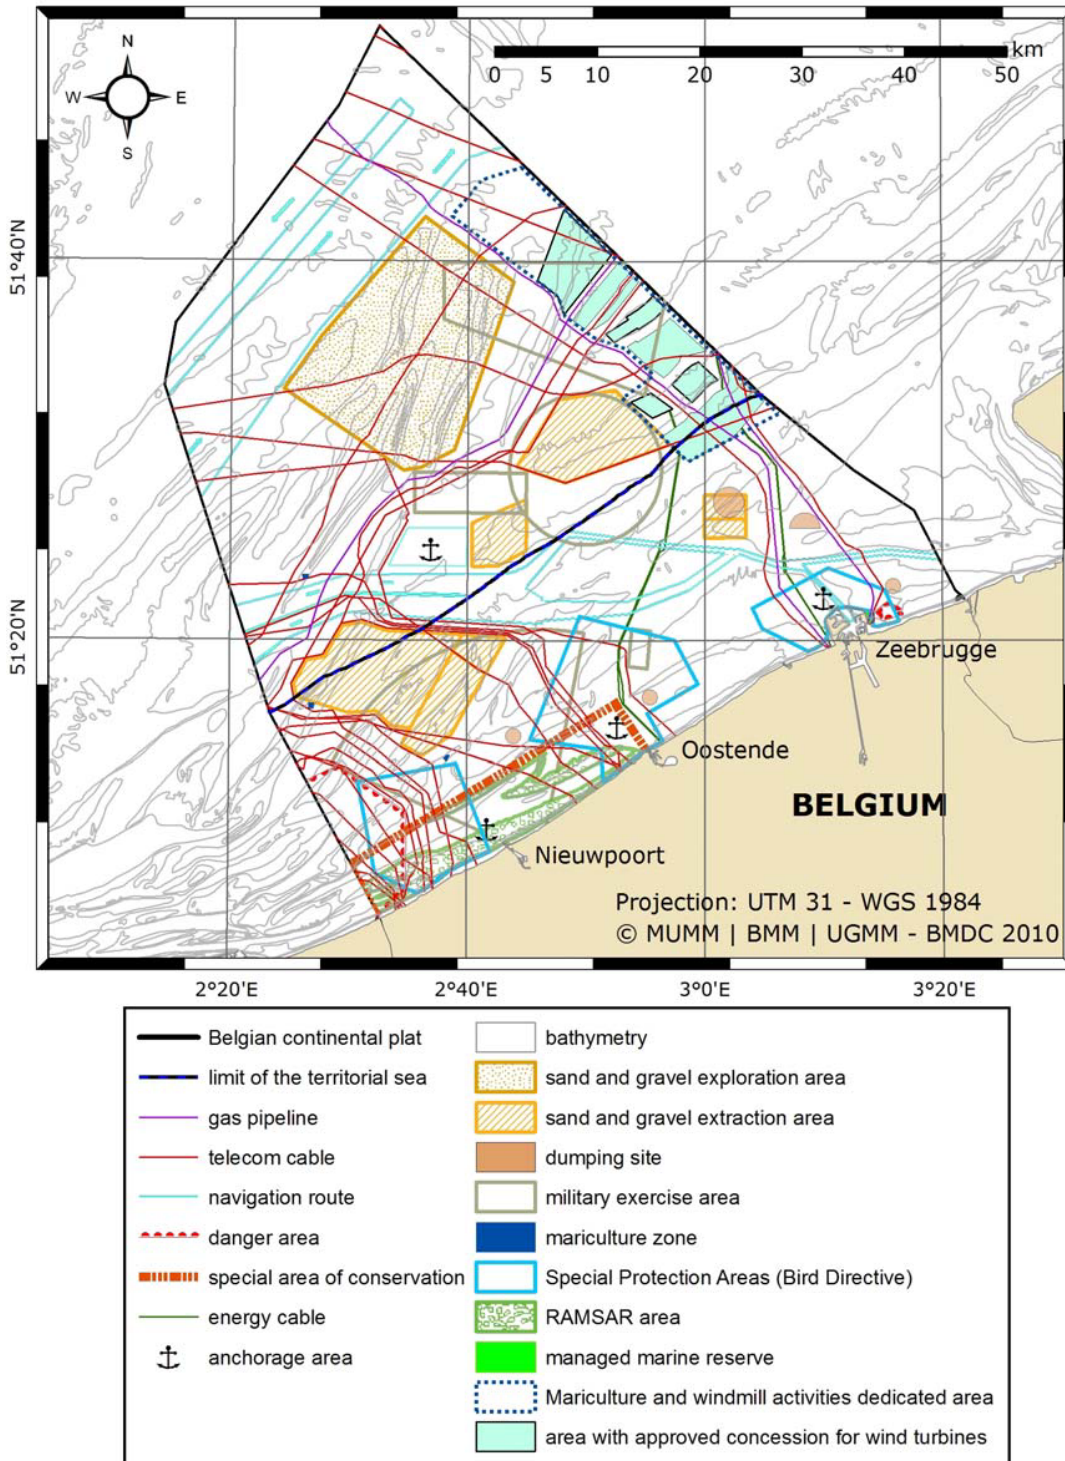 N
W E
S
km
0 5 10 20 30 40 50
51°40'N
51°20'N
Zeebrugge
Oostende
BELGIUM
Nieuwpoort
Projection: UTM 31 - WGS 1984
© MUMM | BMM | UGMM - BMDC 2010
2°20'E 2°40'E 3°0'E 3°20'E
Belgian continental plat
limit of the territorial sea
gas pipeline
telecom cable
navigation route
danger area
special area of conservation
energy cable
anchorage area
bathymetry
sand and gravel exploration area
sand and gravel extraction area
dumping site
military exercise area
mariculture zone
Special Protection Areas (Bird Directive)
RAMSAR area
managed marine reserve
Mariculture and windmill activities dedicated area
area with approved concession for wind turbines